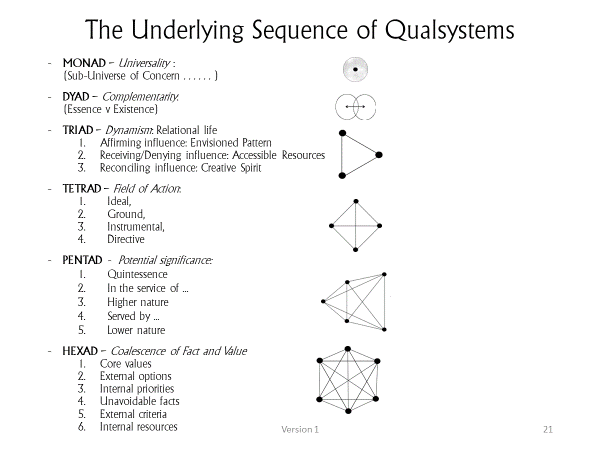 The Underlying Sequence of Qualsystems
- MONAD – Universality :
(Sub-Universe of Concern . . . . . . )
- DYAD – Complementarity:
(Essence v Existence)
- TRIAD – Dynamism: Relational life
1. Affirming influence: Envisioned Pattern
2. Receiving/Denying influence: Accessible Resources
3. Reconciling influence: Creative Spirit
- TETRAD – Field of Action:
1. Ideal,
2. Ground,
3. Instrumental,
4. Directive
- PENTAD - Potential significance:
1. Quintessence
2. In the service of ...
3. Higher nature
4. Served by ...
5. Lower nature
- HEXAD – Coalescence of Fact and Value
1. Core values
2. External options
3. Internal priorities
4. Unavoidable facts
5. External criteria
6. Internal resources
Version 1
21